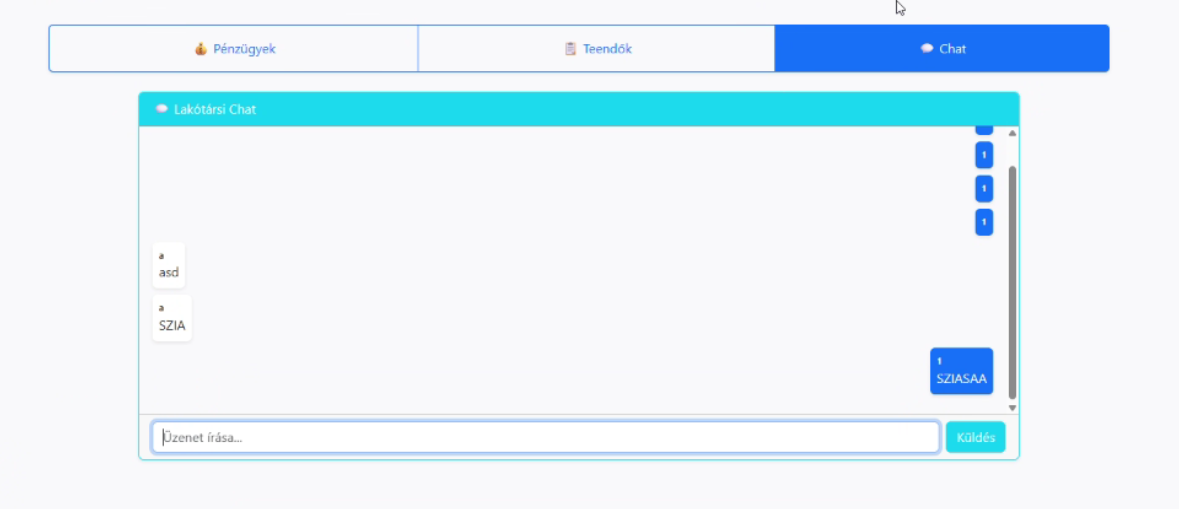 Pénzügyek
Teendők
Chat
Lakótársi Chat
1
1
1
a
asd
a
SZIA
1
SZIASAA
Üzenet írása...
Küldés